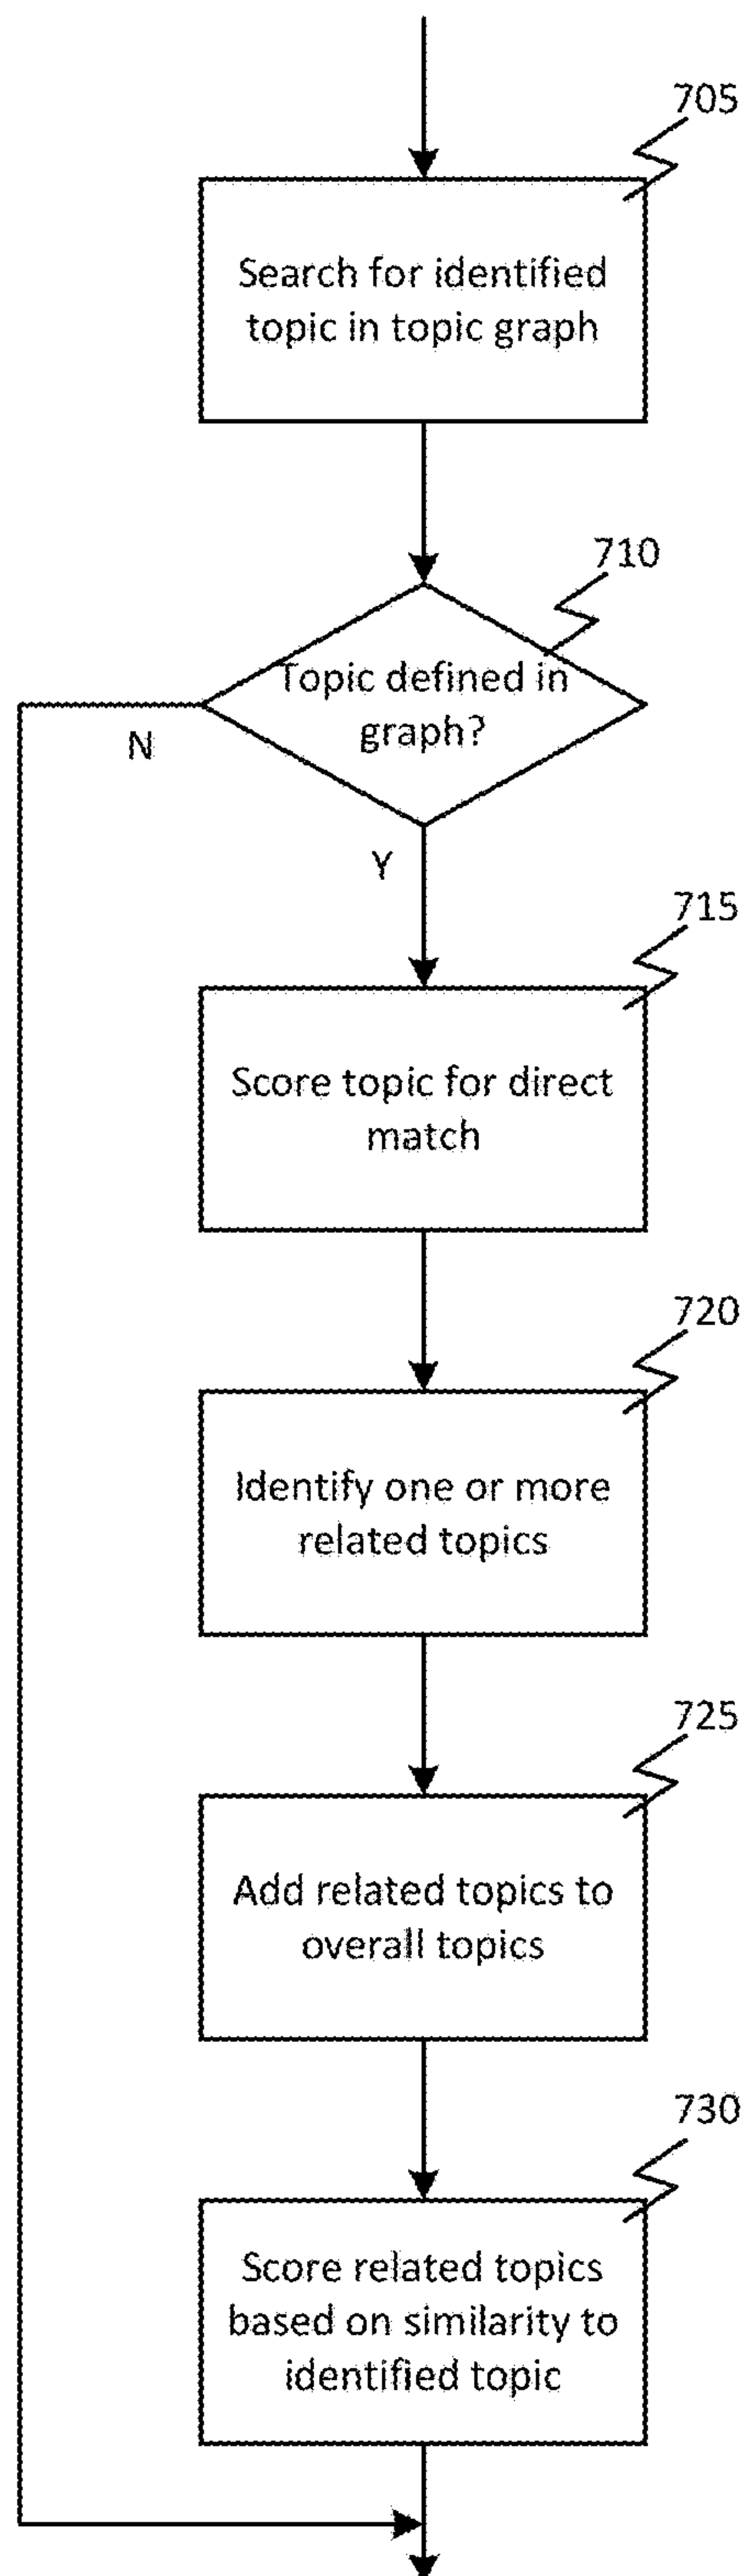 705
Search for identified
topic in topic graph
710
Topic defined in
graph?
N
Y
715
Score topic for direct
match
720
Identify one or more
related topics
725
Add related topics to
overall topics
730
Score related topics
based on similarity to
identified topic